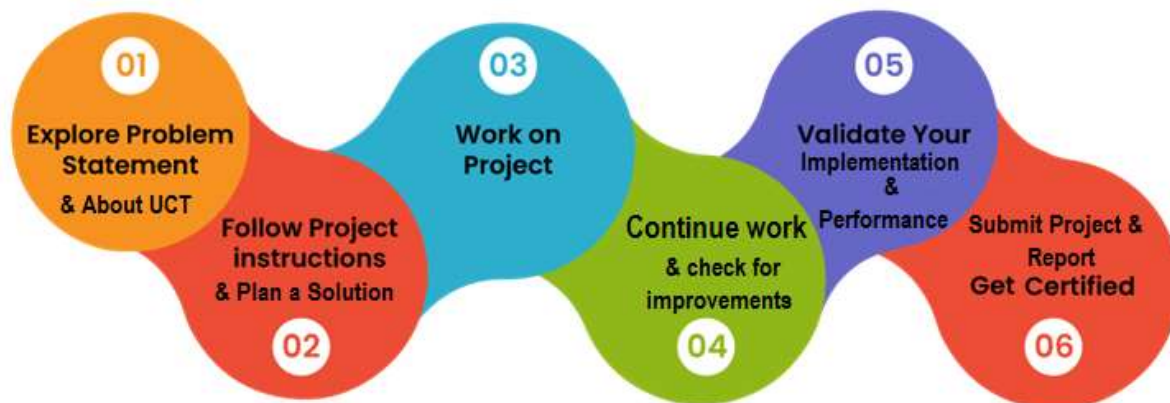 01
Explore Problem
Statement
& About UCT
Follow Project
instructions
& Plan a Solution
02
03
Work on
Project
Continue work
& check for
improvements
04
05
Validate Your
Implementation
&
Performance
Submit Project &
Report
Get Certified
06